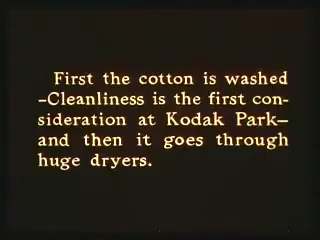 First the cotton is washed
-Cleanliness is the first con-
sideration at Kodak Park—
and then it goes through
huge dryers.